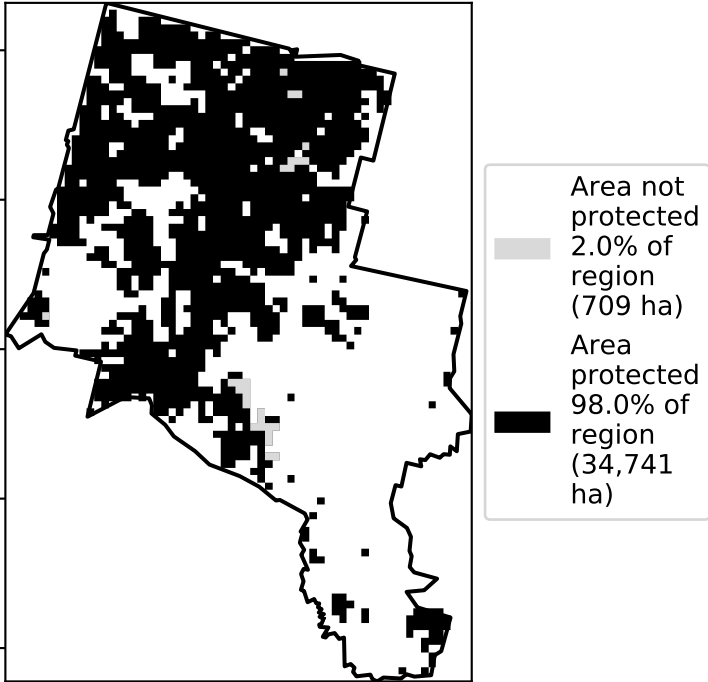 Area not
protected
2.0% of
region
(709 ha)
Area
protected
98.0% of
region
(34,741
ha)